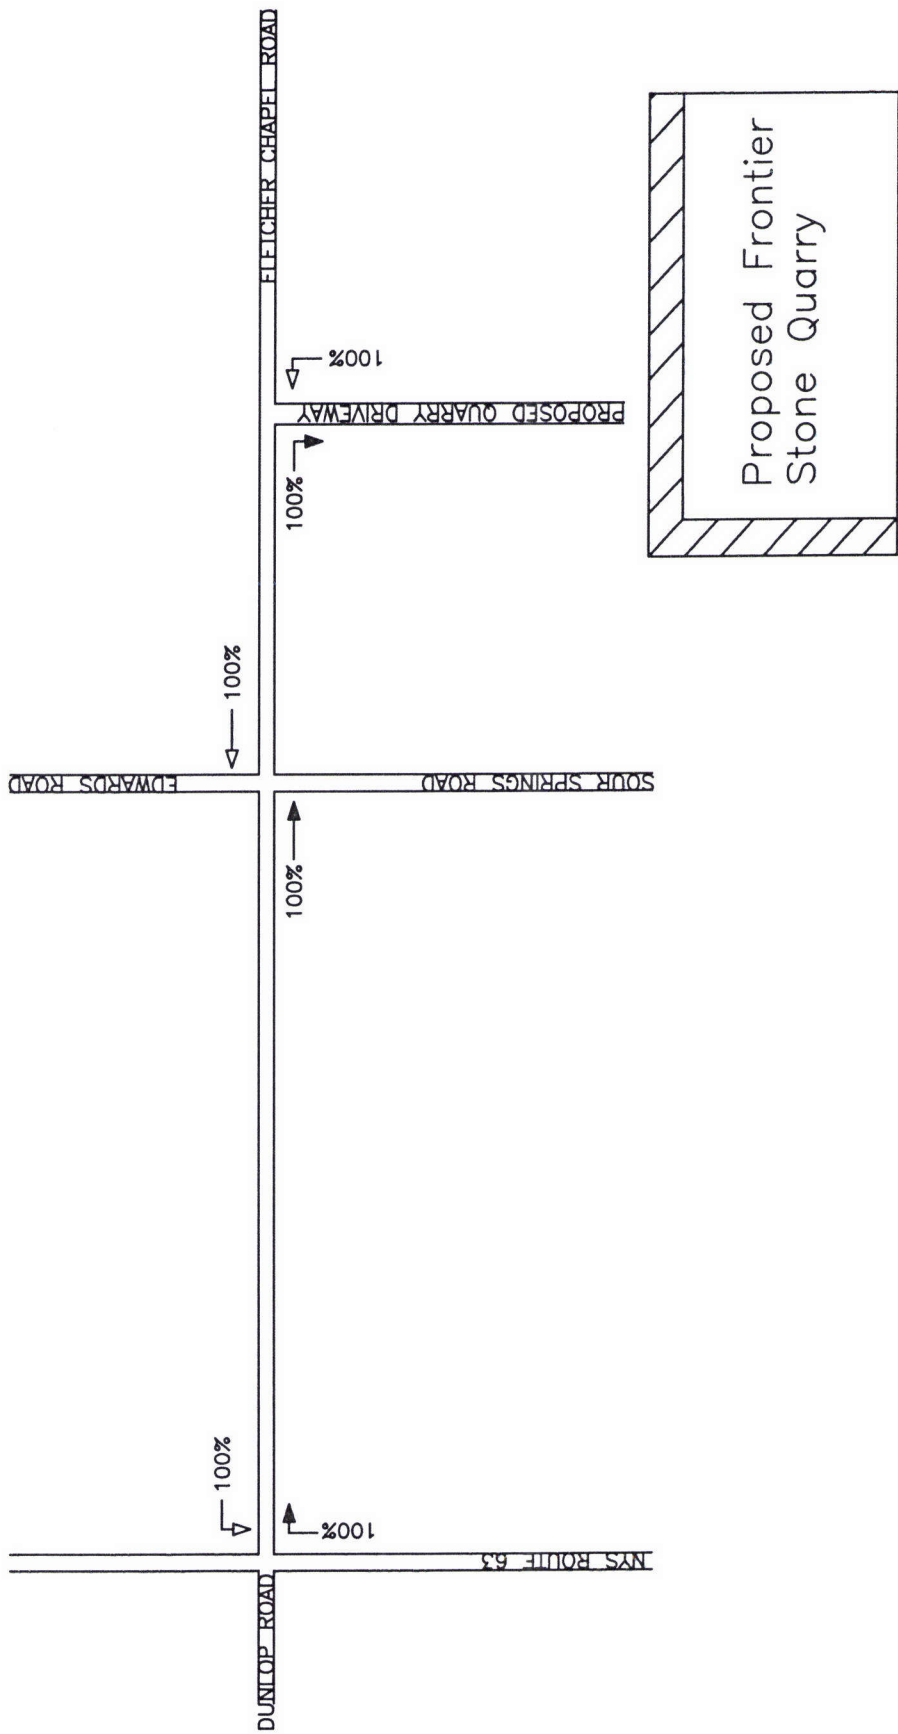 FLETCHER CHAPEL ROAD
100%
PROPOSED QUARRY DRIVEWAY
100%
Proposed Frontier
Stone Quarry
100%
EDWARDS ROAD
SOUR SPRINGS ROAD
100%
100%
100%
NYS ROUTE 63
DUNLOP ROAD